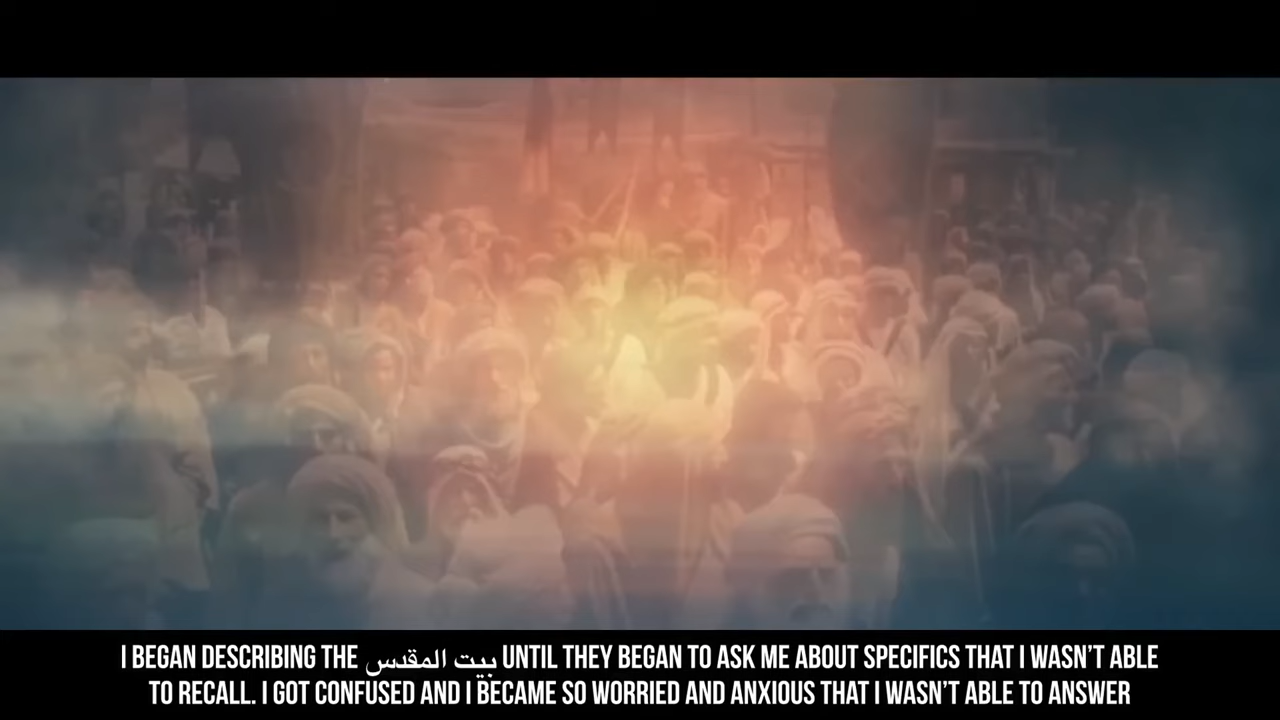 I BEGAN DESCRIBING THE بيت المقدس UNTIL THEY BEGAN TO ASK ME ABOUT SPECIFICS THAT I WASN'T ABLE
TO RECALL. I GOT CONFUSED AND I BECAME SO WORRIED AND ANXIOUS THAT I WASN'T ABLE TO ANSWER